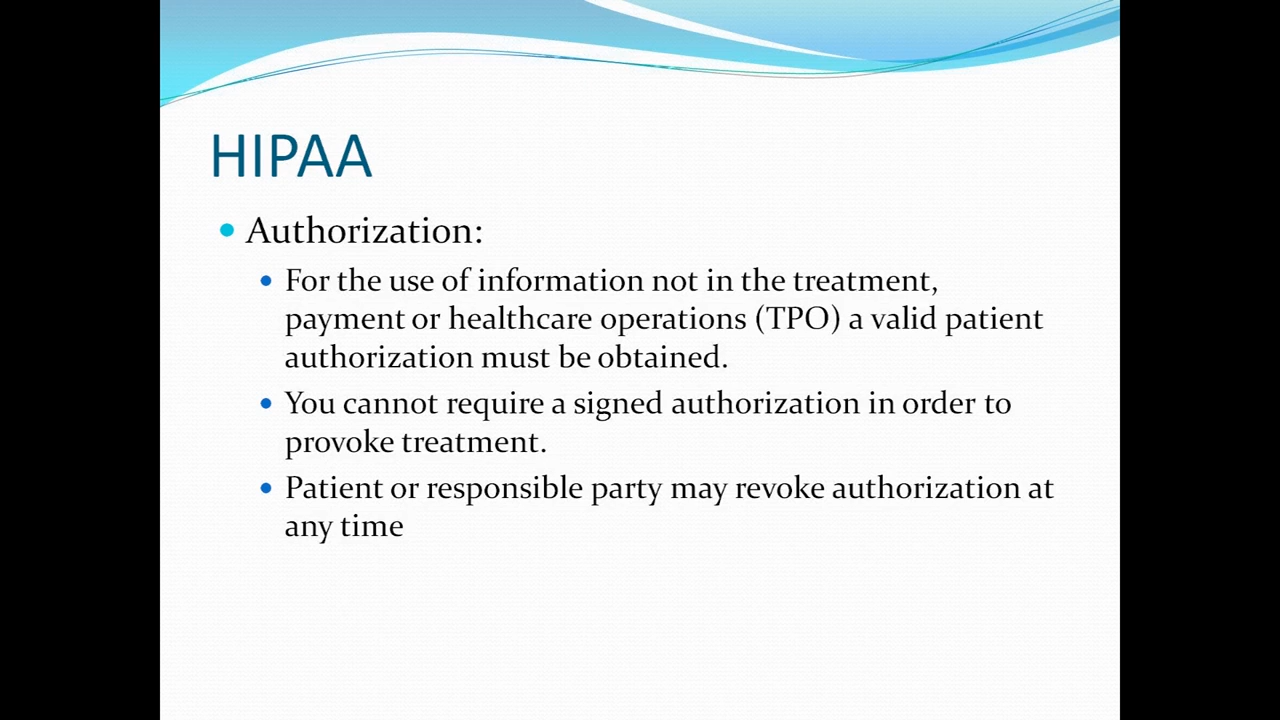 HIPAA
Authorization:
For the use of information not in the treatment,
payment or healthcare operations (TPO) a valid patient
authorization must be obtained.
You cannot require a signed authorization in order to
provoke treatment.
Patient or responsible party may revoke authorization at
any time